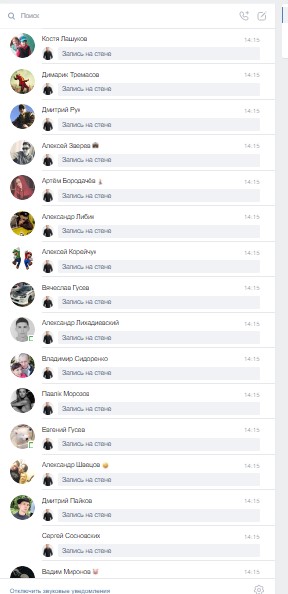 Поиск
Костя Лашуков 14:15
Запись на стене
Димарик Тремасов 14:15
Запись на стене
Дмитрий Рук 14:15
Запись на стене
Алексей Зверев 14:15
Запись на стене
Артём Бородачёв 14:15
Запись на стене
Александр Либик 14:15
Запись на стене
Алексей Корейчук 14:15
Запись на стене
Вячеслав Гусев 14:15
Запись на стене
Александр Лихадиевский 14:15
Запись на стене
Владимир Сидоренко 14:15
Запись на стене
Павлік Морозов 14:15
Запись на стене
Евгений Гусев 14:15
Запись на стене
Александр Швецов 14:15
Запись на стене
Дмитрий Пайков 14:15
Запись на стене
Сергей Сосновских 14:15
Запись на стене
Вадим Миронов 14:15
Отключить звуковые уведомления